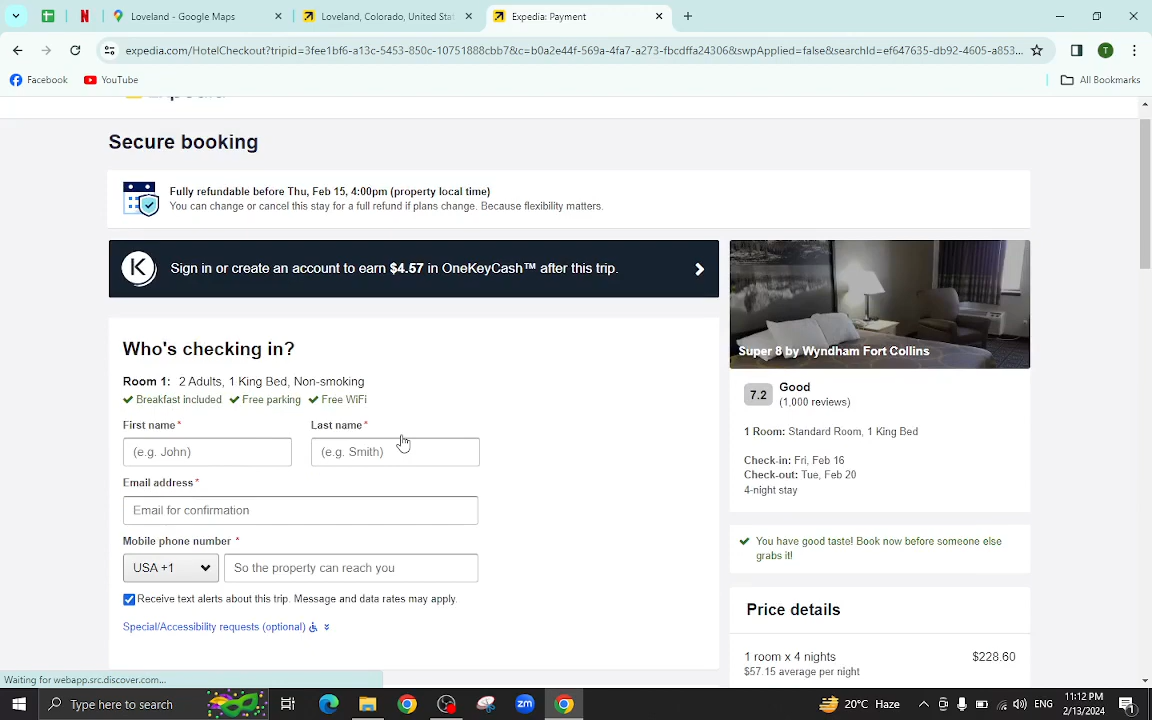 Loveland - Google Maps
Loveland, Colorado, United Stat
Expedia: Payment
expedia.com/HotelCheckout?tripid=3fee1bf6-a13c-5453-850c-10751888cbb7&c=b0a2e44f-569a-4fa7-a273-fbcdffa24306&swpApplied=false&searchId=ef647635-db92-4605-a853...
T
Facebook
YouTube
All Bookmarks
Secure booking
Fully refundable before Thu, Feb 15, 4:00pm (property local time)
You can change or cancel this stay for a full refund if plans change. Because flexibility matters.
K
Sign in or create an account to earn $4.57 in OneKeyCash™ after this trip.
Who's checking in?
Room 1: 2 Adults, 1 King Bed, Non-smoking
Breakfast included Free parking Free WiFi
First name*
Last name*
(e.g. John)
(e.g. Smith)
Email address*
Email for confirmation
Mobile phone number *
USA +1
So the property can reach you
Receive text alerts about this trip. Message and data rates may apply.
Special/Accessibility requests (optional)
Super 8 by Wyndham Fort Collins
7.2
Good
(1,000 reviews)
1 Room: Standard Room, 1 King Bed
Check-in: Fri, Feb 16
Check-out: Tue, Feb 20
4-night stay
You have good taste! Book now before someone else
grabs it!
Price details
1 room x 4 nights
$228.60
$57.15 average per night
Waiting for webapp.src.discover.com...
Type here to search
zm
20°C Haze
ENG
11:12 PM
2/13/2024
1